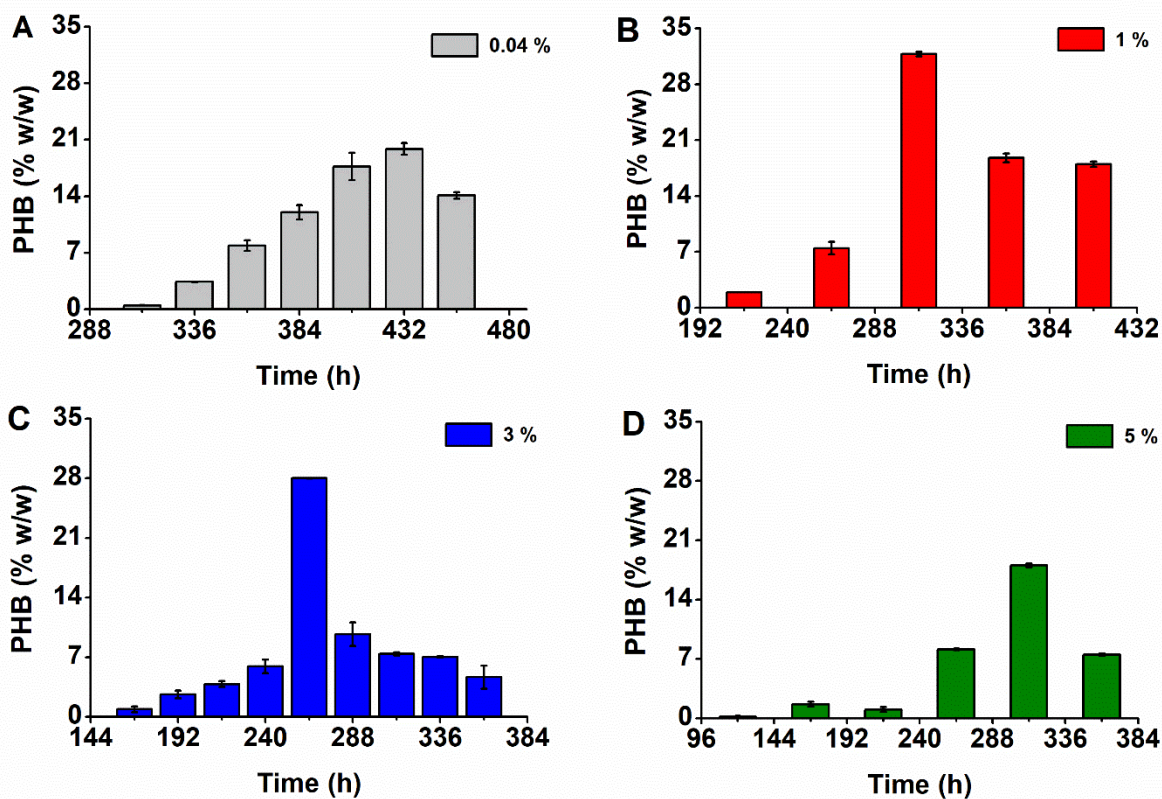 A
0.04 %
PHB (% w/w)
35
28
21
14
7
0
288 336 384 432 480
Time (h)
B
1 %
PHB (% w/w)
35
28
21
14
7
0
192 240 288 336 384 432
Time (h)
C
3 %
PHB (% w/w)
35
28
21
14
7
0
144 192 240 288 336 384
Time (h)
D
5 %
PHB (% w/w)
35
28
21
14
7
0
96 144 192 240 288 336 384
Time (h)